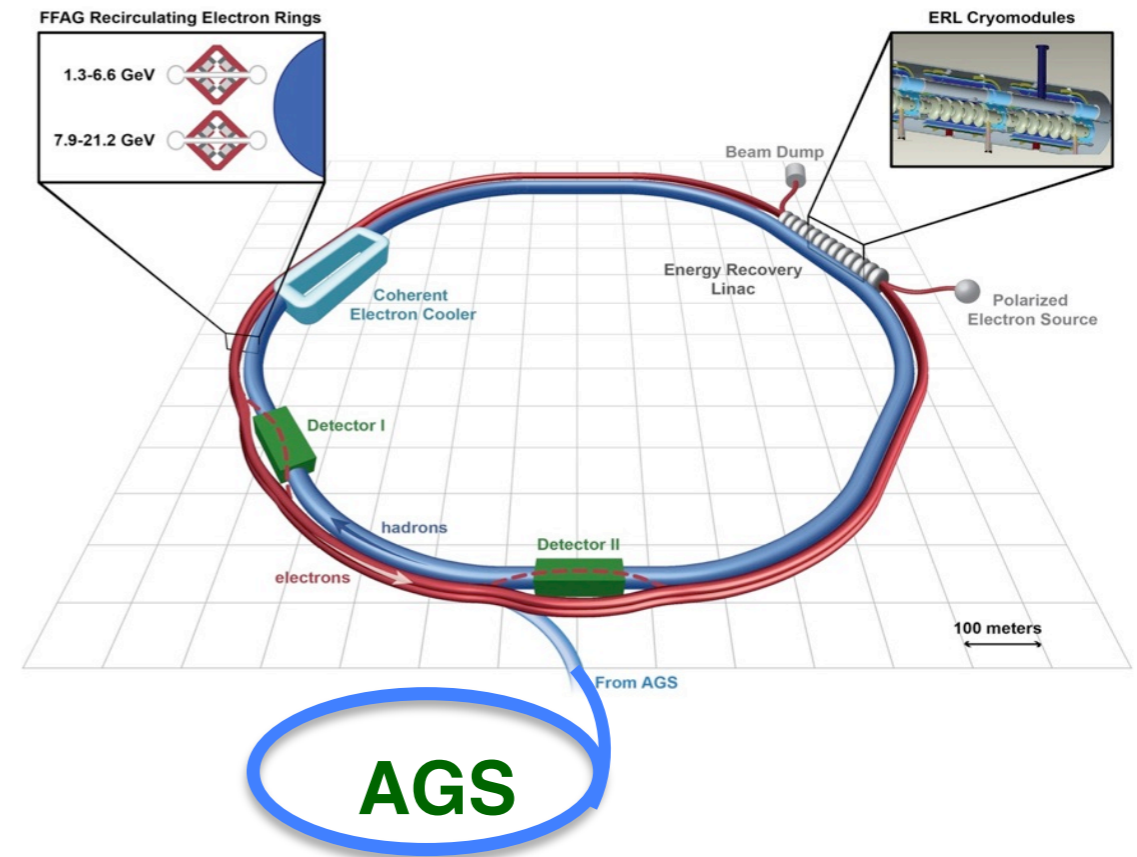 FFAG Recirculating Electron Rings
1.3-6.6 GeV
7.9-21.2 GeV
ERL Cryomodules
Beam Dump
Energy Recovery
Linac
Polarized
Electron Source
Coherent
Electron Cooler
Detector I
hadrons
Detector II
electrons
100 meters
From AGS
AGS